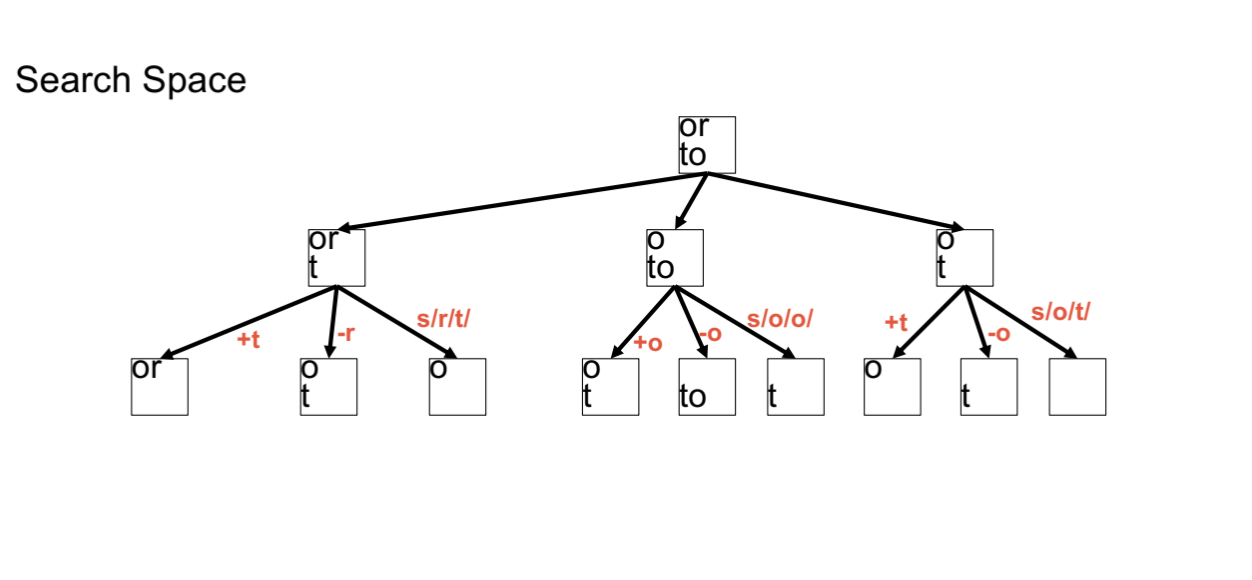 Search Space
or
to
or
t
o
to
o
t
+t
-r
s/r/t/
+o
-o
s/o/o/
+t
-o
s/o/t/
or
o
t
o
o
t
to
t
o
t